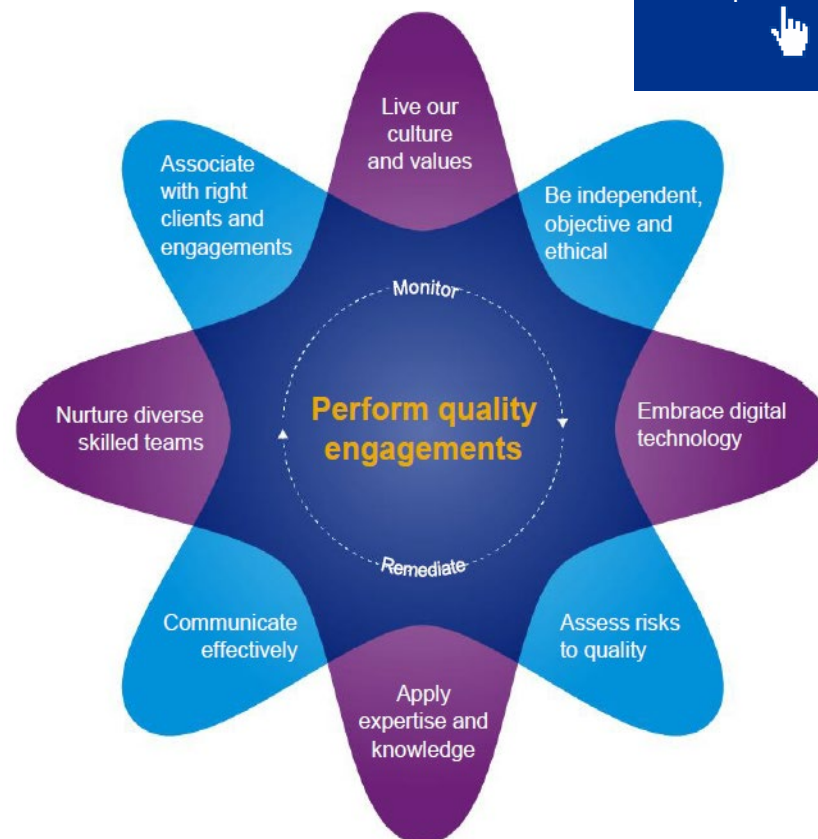 Live our
culture
and values
Be independent,
objective and
ethical
Embrace digital
technology
Assess risks
to quality
Apply
expertise and
knowledge
Communicate
effectively
Nurture diverse
skilled teams
Associate
with right
clients and
engagements
Monitor
Perform quality
engagements
Remediate